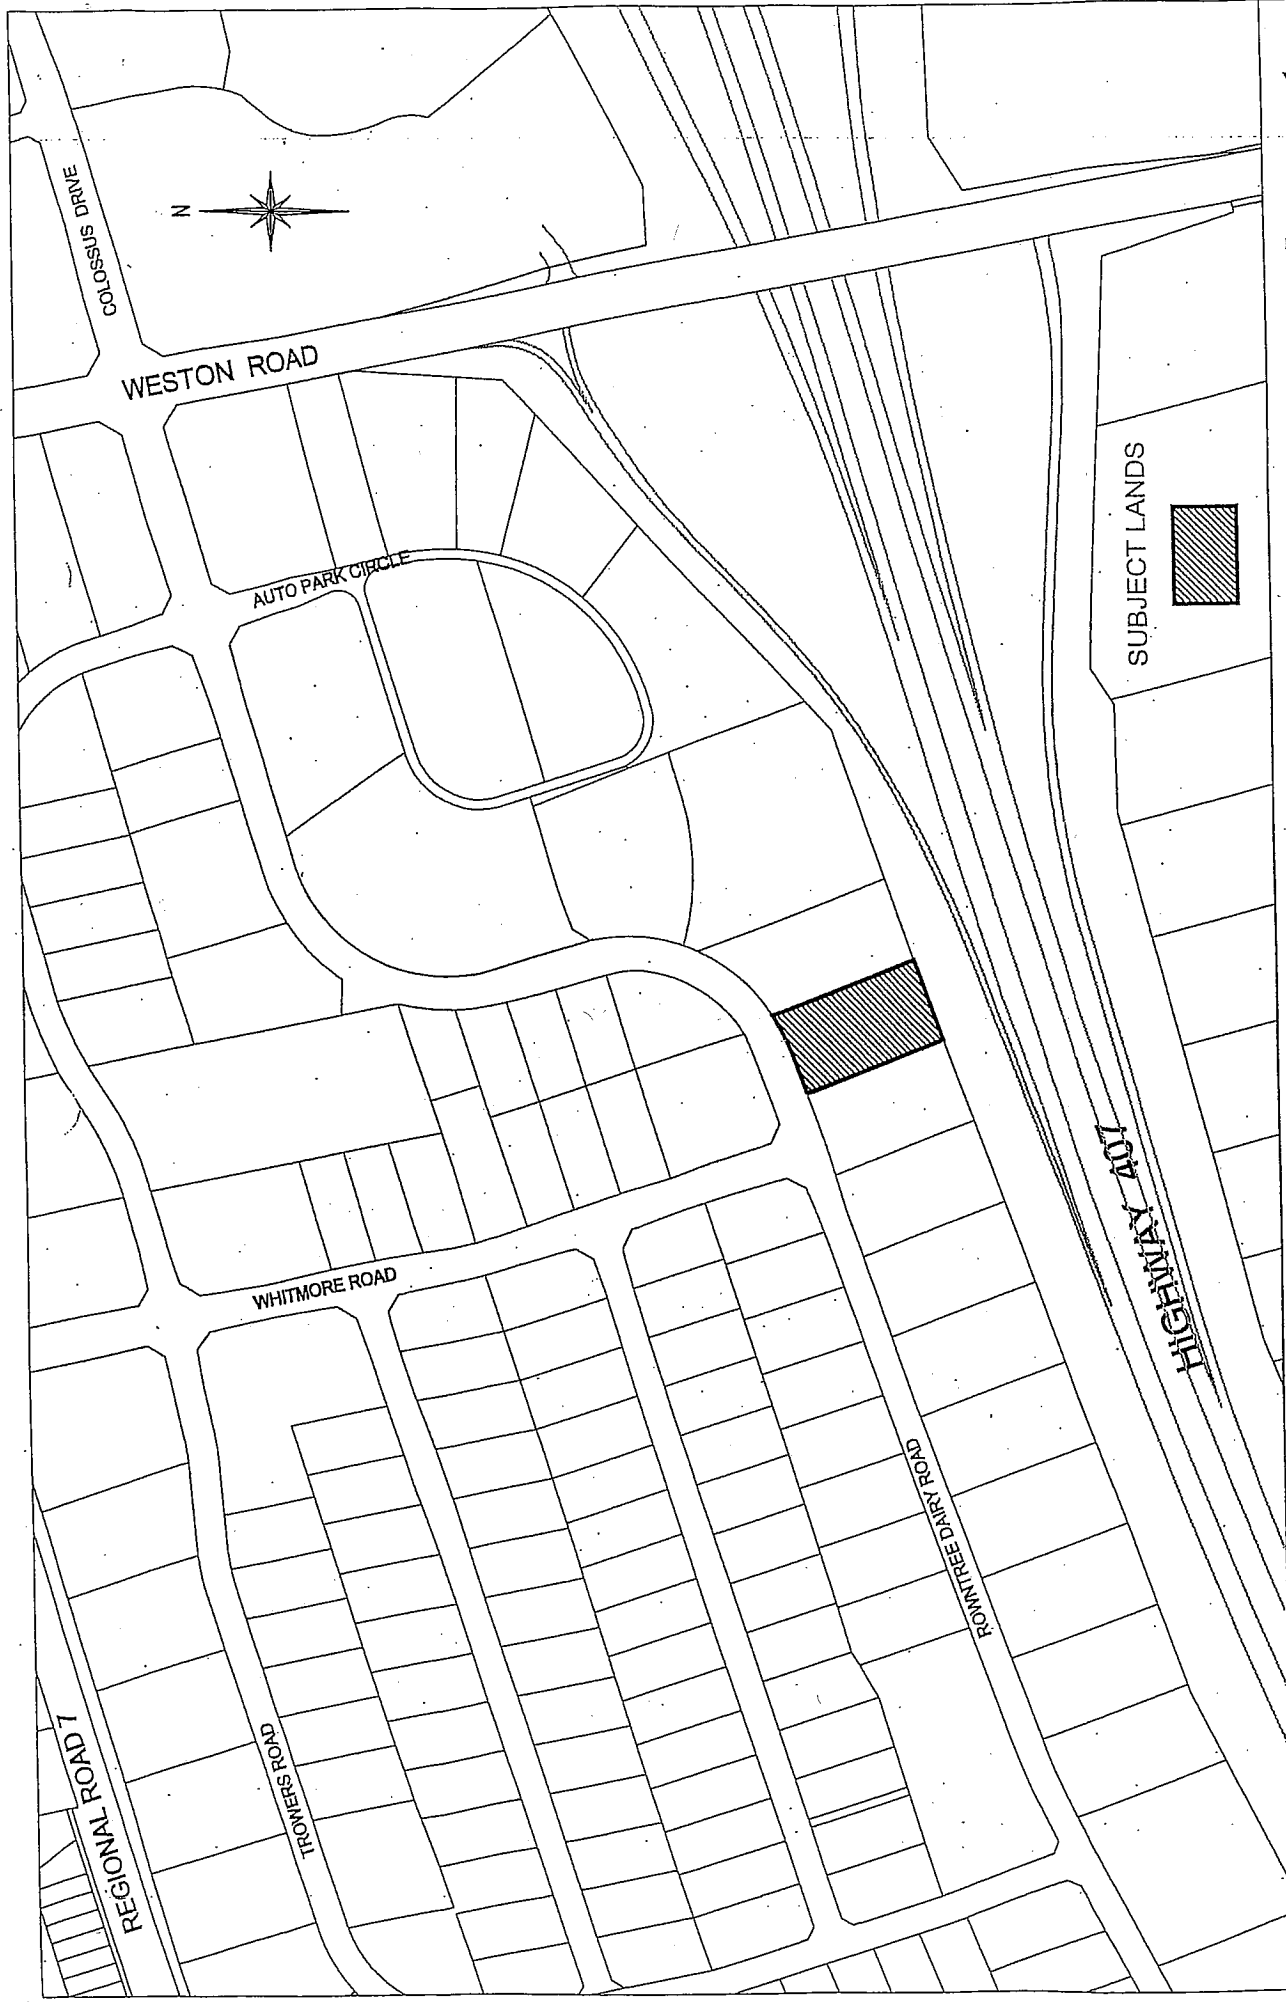 COLOSSUS DRIVE
N
WESTON ROAD
AUTO PARK CIRCLE
SUBJECT LANDS
HIGHWAY 407
WHITMORE ROAD
ROWNTREE DAIRY ROAD
TROWERS ROAD
REGIONAL ROAD 7